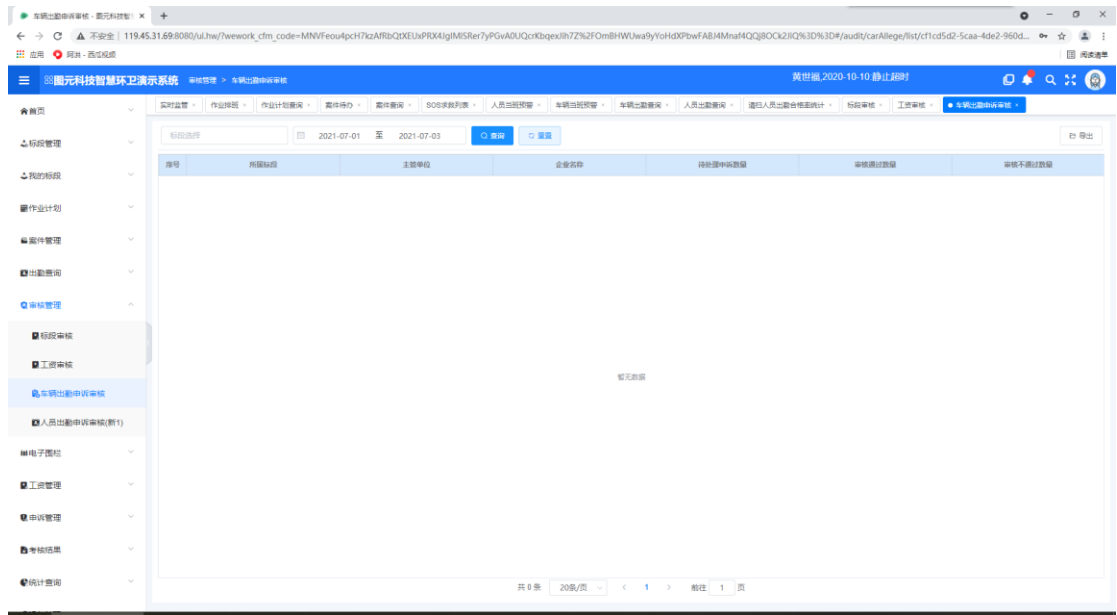 车辆出勤申诉审核 - 圜元科技智
不安全 119.45.31.69:8080/ui.hw/?wework_cfm_code=MNVFeou4pcH7kzAfRbQtXEUxPRX4JgIMlSRer7yPGvA0UQcrKbqexJih7Z%2FOmBHWUwa9yYoHdXPbwFABJ4Mnaf4QQj8OCk2JIQ%3D%3D#/audit/carAllege/list/cf1cd5d2-5caa-4de2-960d...
应用 阿洪 - 西瓜视频 阅读清单
圜元科技智慧环卫演示系统 审核管理 > 车辆出勤申诉审核 黄世福,2020-10-10 静止超时
首页 实时监管 作业排班 作业计划查询 案件待办 案件查询 SOS求救列表 人员当班预警 车辆当班预警 车辆出勤查询 人员出勤查询 道扫人员出勤合格率统计 标段审核 工资审核 车辆出勤申诉审核
标段管理 标段选择 2021-07-01 至 2021-07-03 查询 重置 导出
序号 所属标段 主管单位 企业名称 待处理申诉数量 审核通过数量 审核不通过数量
我的标段
作业计划
案件管理
出勤查询
审核管理
标段审核
工资审核
暂无数据
车辆出勤申诉审核
人员出勤申诉审核(新1)
电子围栏
工资管理
申诉管理
考核结果
统计查询
共 0 条 20条/页 < 1 > 前往 1 页